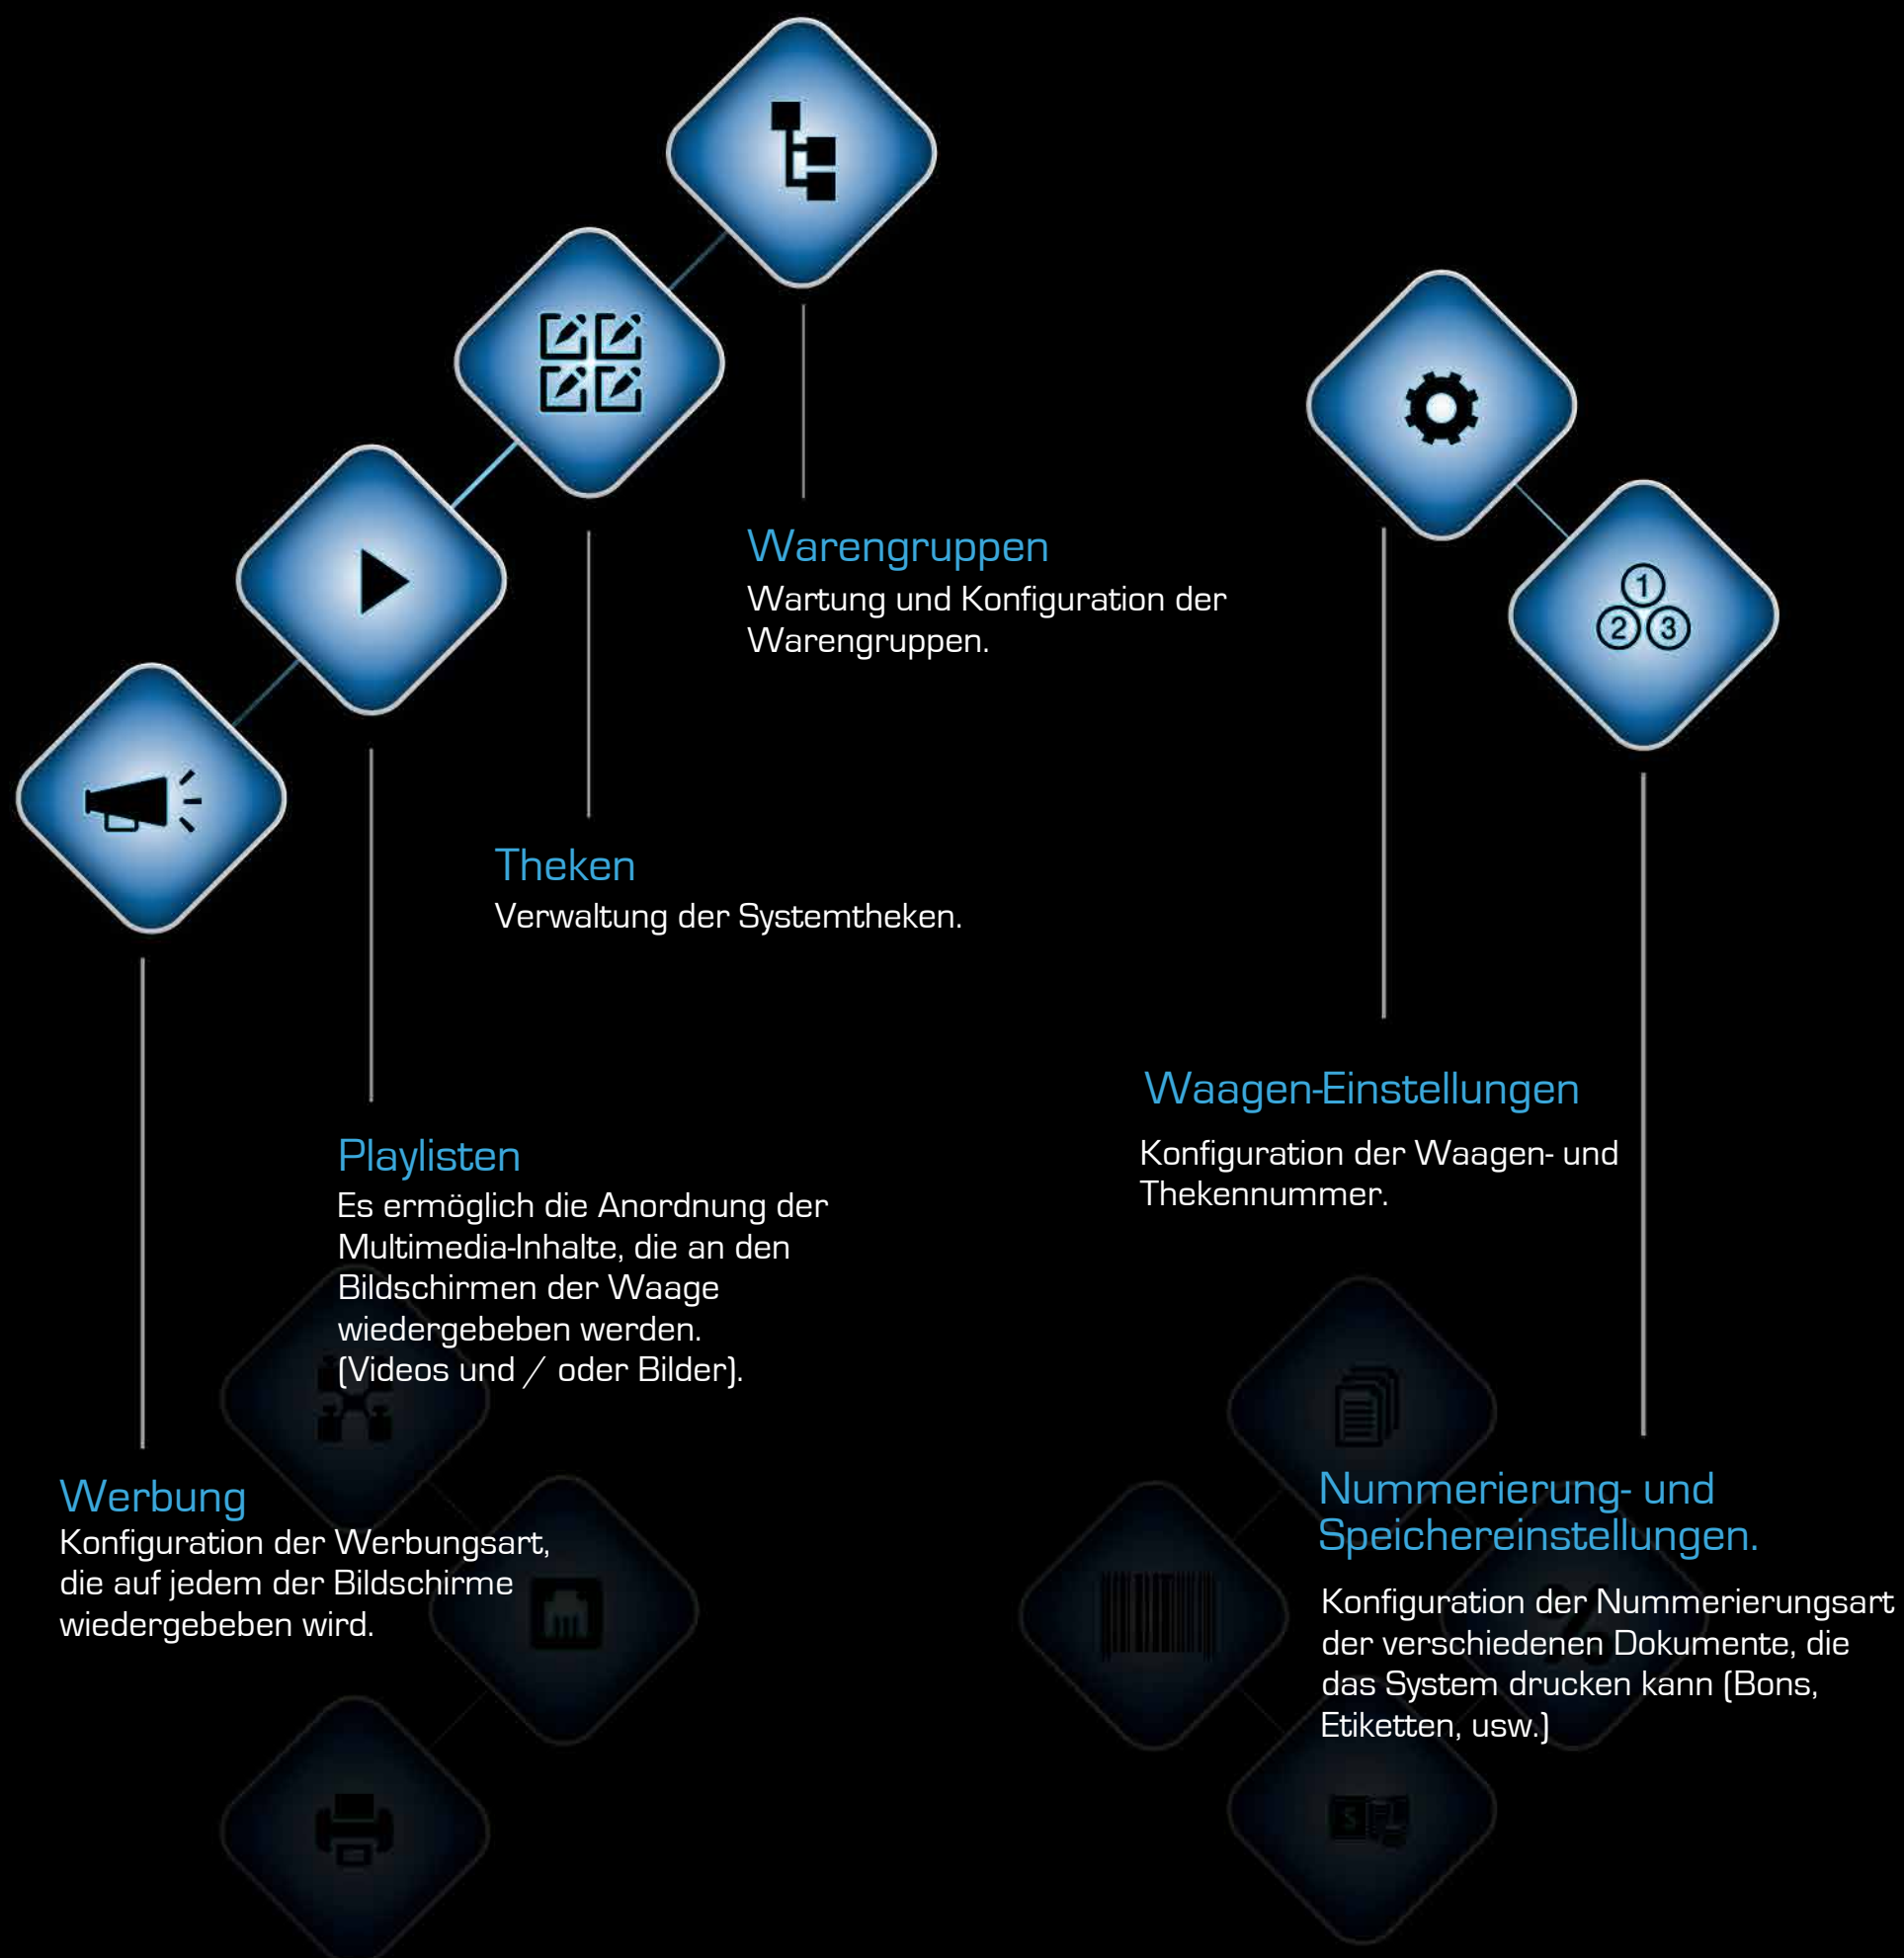 1
2 3
Warengruppen
Wartung und Konfiguration der
Warengruppen.
Theken
Verwaltung der Systemtheken.
Playlisten
Es ermöglich die Anordnung der
Multimedia-Inhalte, die an den
Bildschirmen der Waage
wiedergebeben werden.
(Videos und / oder Bilder).
Werbung
Konfiguration der Werbungsart,
die auf jedem der Bildschirme
wiedergebeben wird.
Waagen-Einstellungen
Konfiguration der Waagen- und
Thekennummer.
Nummerierung- und
Speichereinstellungen.
Konfiguration der Nummerierungsart
der verschiedenen Dokumente, die
das System drucken kann (Bons,
Etiketten, usw.)